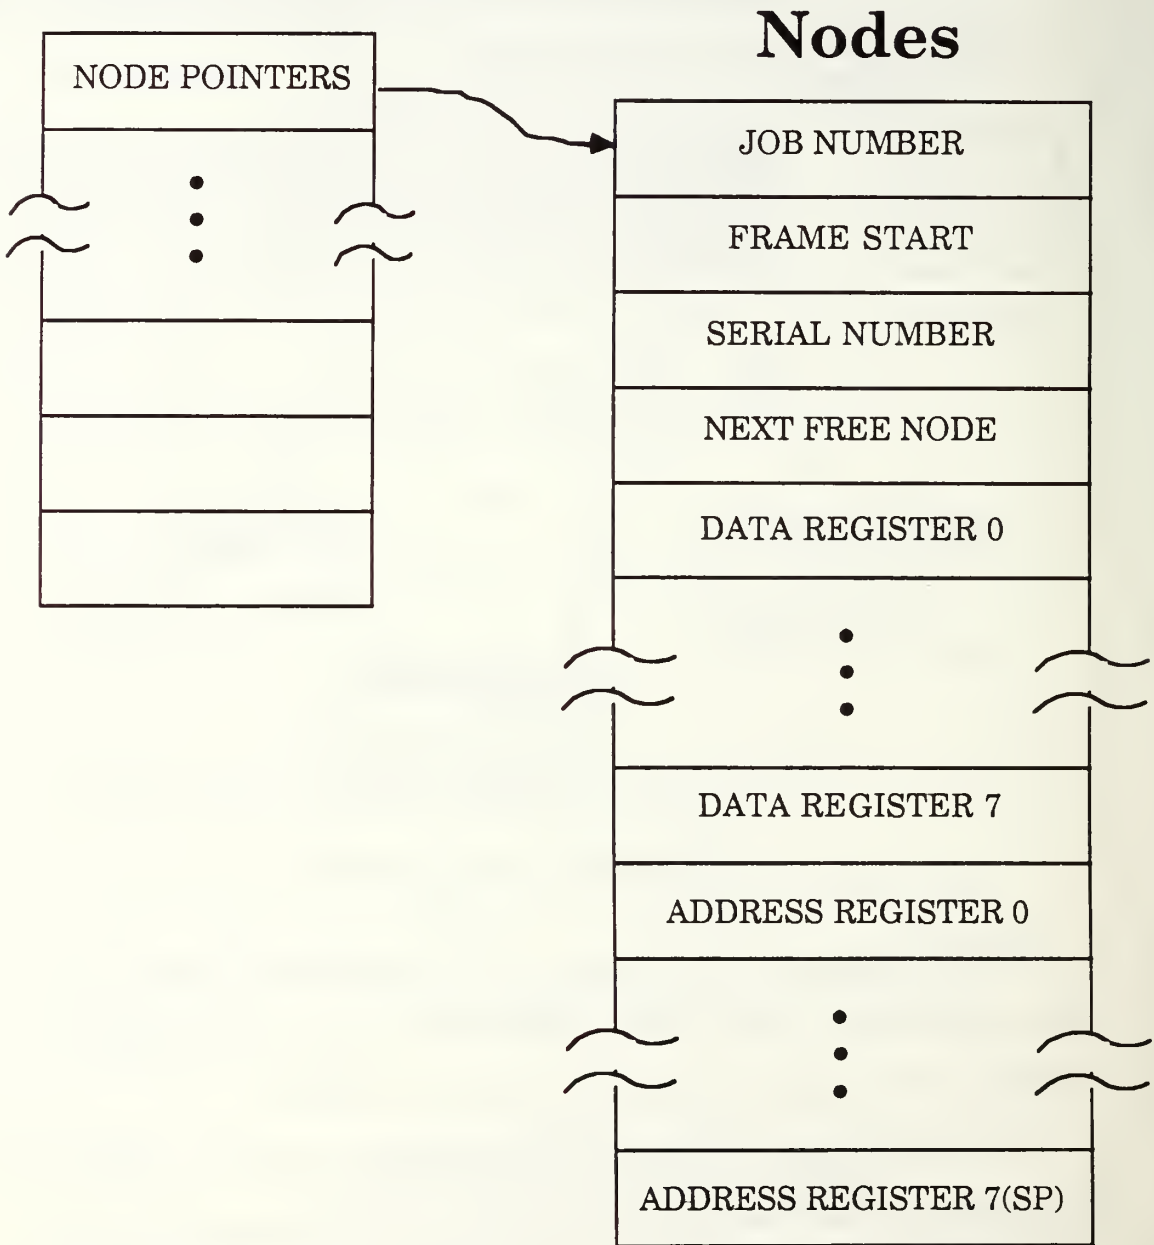 Nodes
NODE POINTERS
JOB NUMBER
FRAME START
SERIAL NUMBER
NEXT FREE NODE
DATA REGISTER 0
DATA REGISTER 7
ADDRESS REGISTER 0
ADDRESS REGISTER 7(SP)